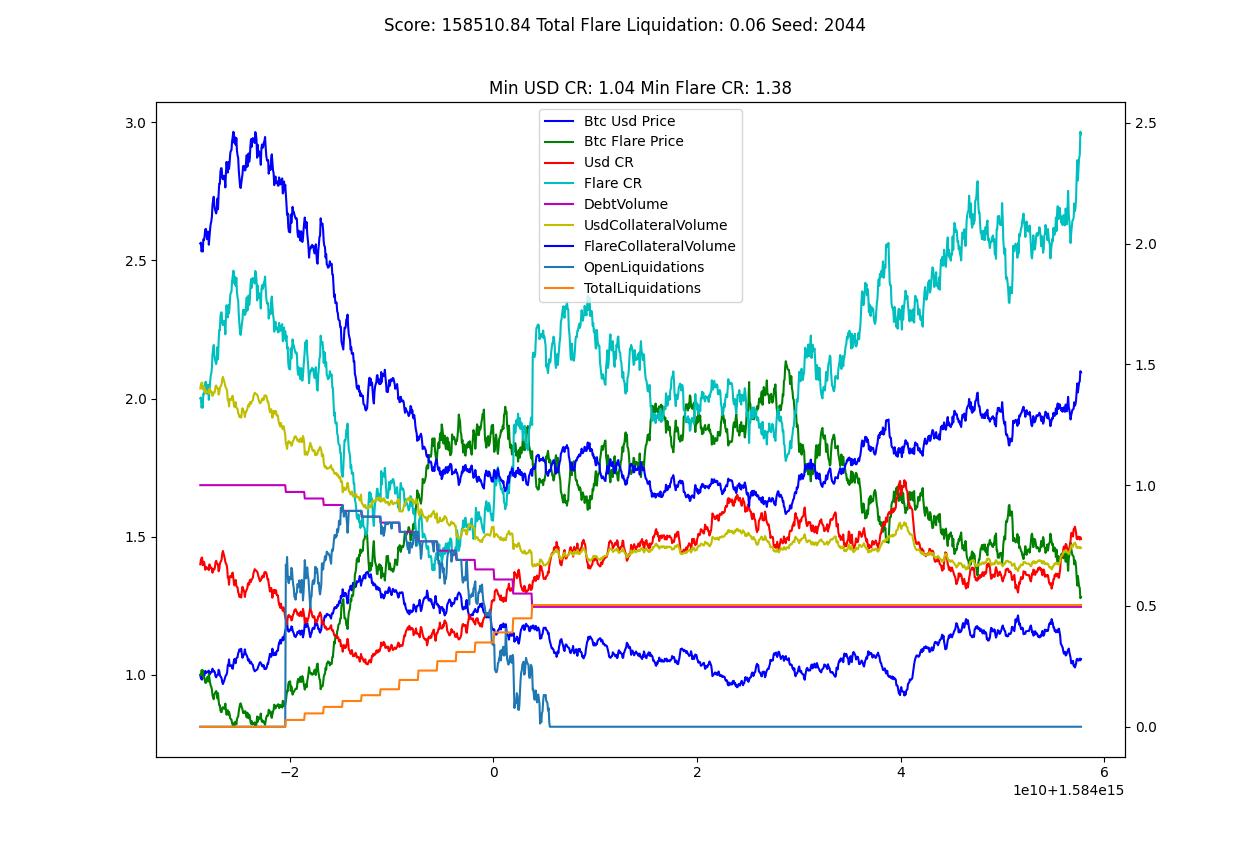 Score: 158510.84 Total Flare Liquidation: 0.06 Seed: 2044
Min USD CR: 1.04 Min Flare CR: 1.38
Btc Usd Price
Btc Flare Price
Usd CR
Flare CR
DebtVolume
UsdCollateralVolume
FlareCollateralVolume
OpenLiquidations
TotalLiquidations
3.0
2.5
2.0
1.5
1.0
2.5
2.0
1.5
1.0
0.5
0.0
−2
0
2
4
6
1e10+1.584e15